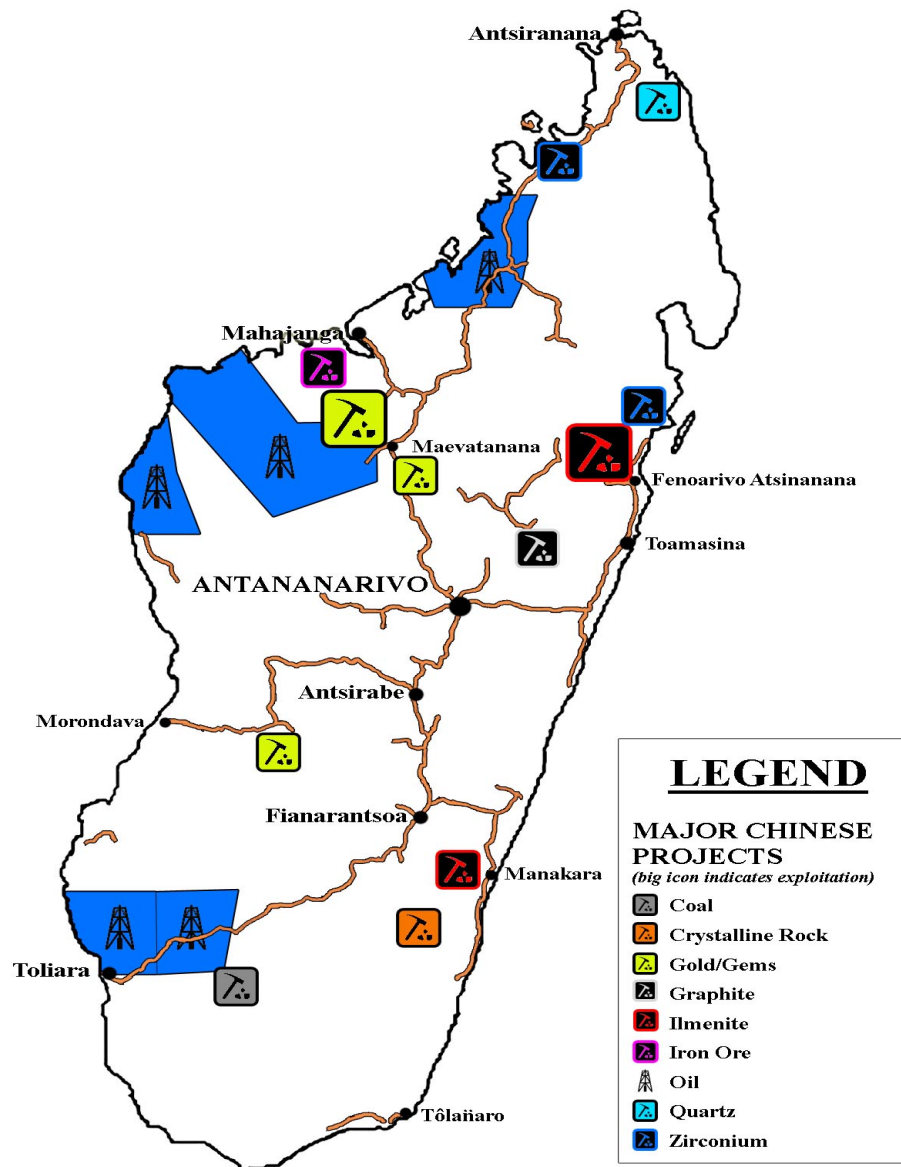 Antsiranana
Mahajanga
Maevatanana
Fenoarivo Atsinanana
Toamasina
ANTANANARIVO
Antsirabe
Morondava
Fianarantsoa
Manakara
Toliara
Tôlañaro
LEGEND
MAJOR CHINESE
PROJECTS
(big icon indicates exploitation)
Coal
Crystalline Rock
Gold/Gems
Graphite
Ilmenite
Iron Ore
Oil
Quartz
Zirconium